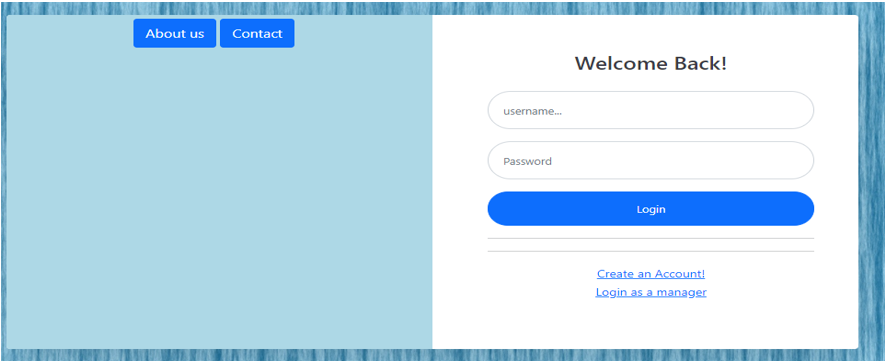 About us Contact
Welcome Back!
username...
Password
Login
Create an Account!
Login as a manager